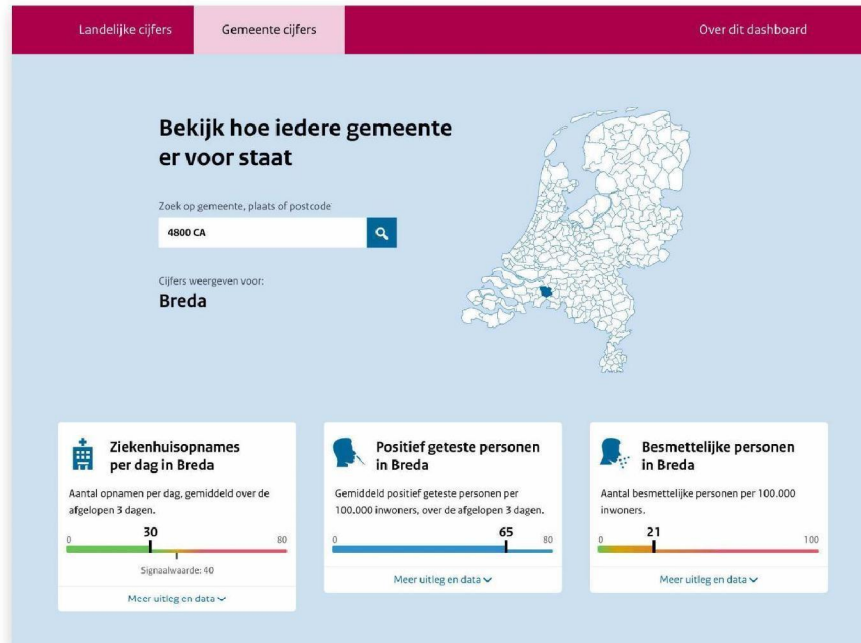 Landelijke cijfers
Gemeente cijfers
Over dit dashboard
Bekijk hoe iedere gemeente
er voor staat
Zoek op gemeente, plaats of postcode
4800 CA
Cijfers weergeven voor:
Breda
Ziekenhuisopnames
per dag in Breda
Aantal opnamen per dag, gemiddeld over de
afgelopen 3 dagen.
30
0
80
Signaalwaarde: 40
Meer uitleg en data
Positief geteste personen
in Breda
Gemiddeld positief geteste personen per
100.000 inwoners, over de afgelopen 3 dagen.
65
0
80
Meer uitleg en data
Besmettelijke personen
in Breda
Aantal besmettelijke personen per 100.000
inwoners.
21
0
100
Meer uitleg en data